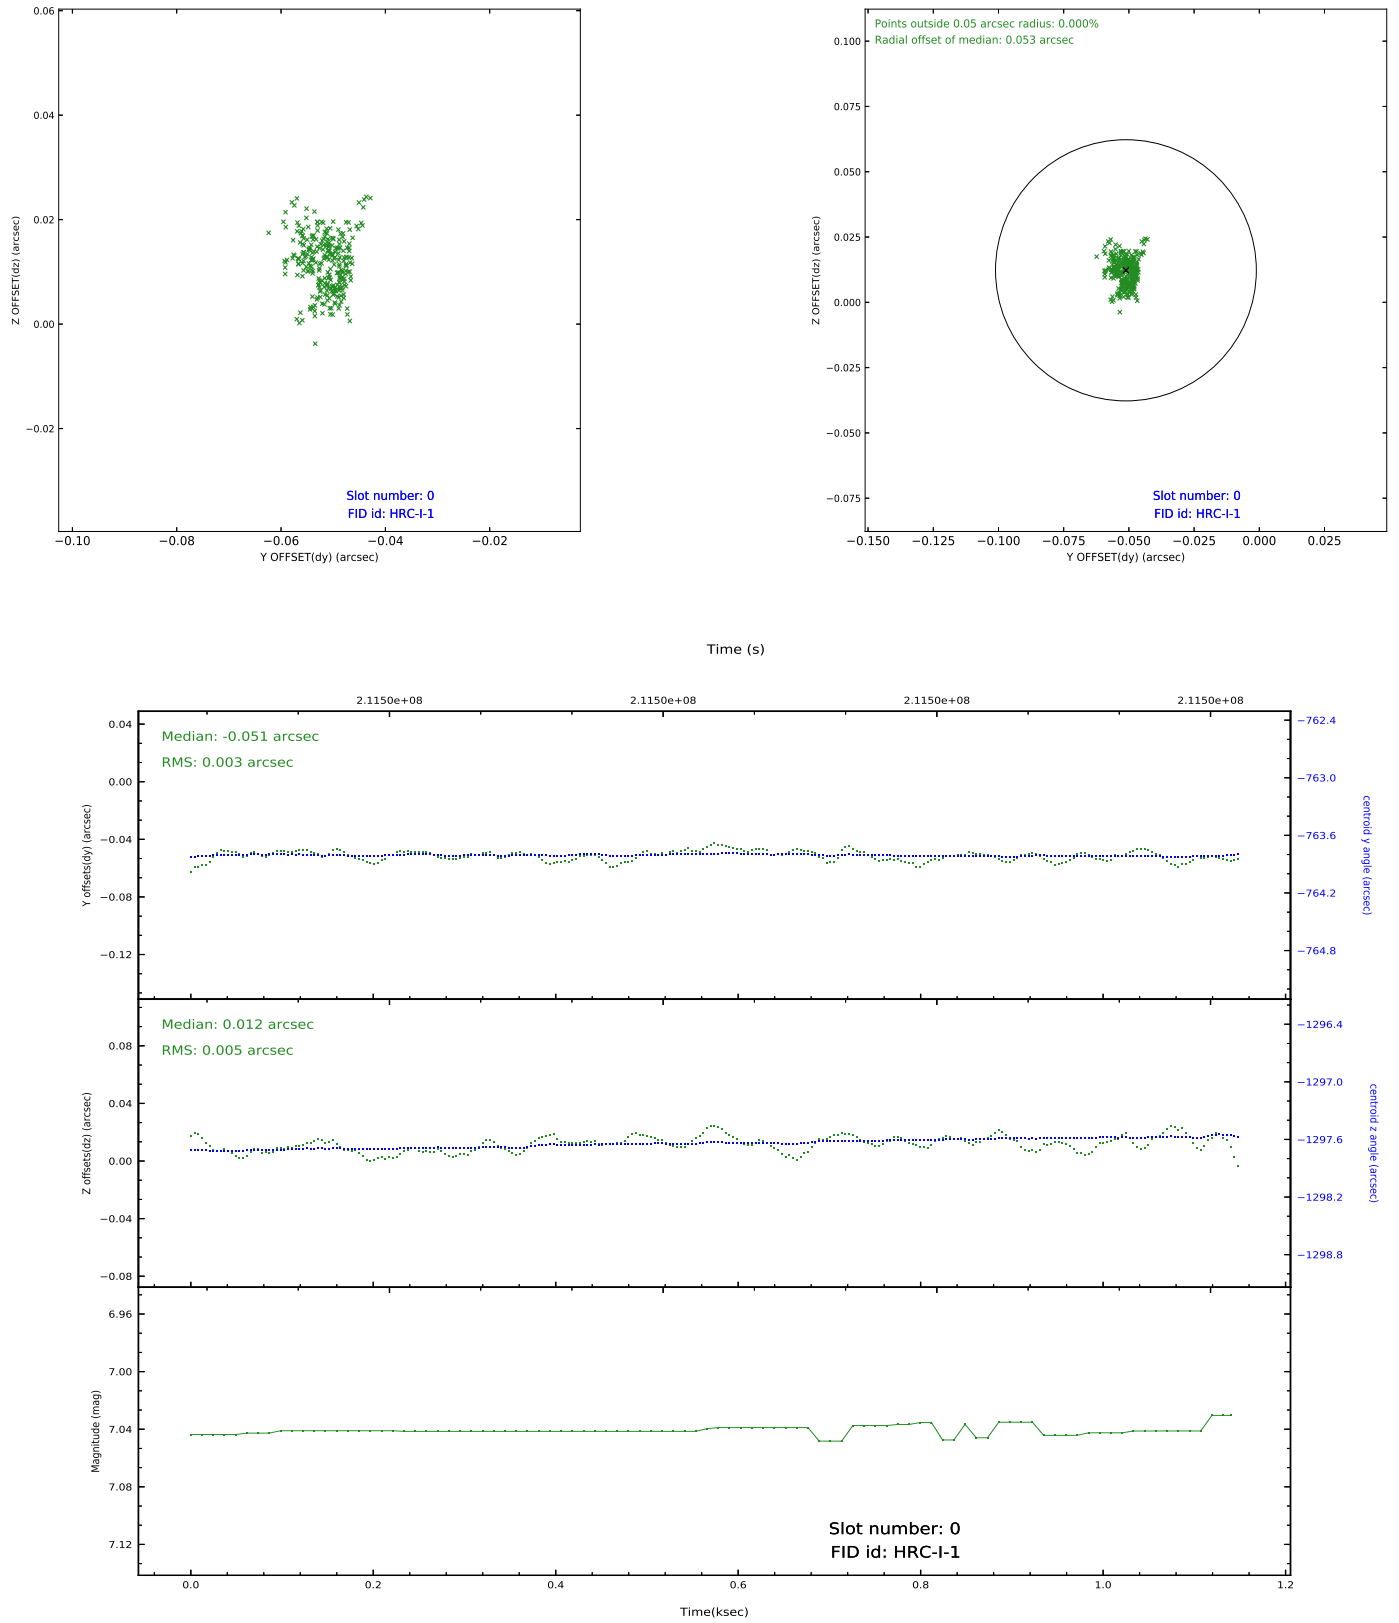 0.06
0.04
0.02
0.00
−0.02
Z OFFSET(dz) (arcsec)
Slot number: 0
FID id: HRC-I-1
−0.10
−0.08
−0.06
−0.04
−0.02
Y OFFSET(dy) (arcsec)
Points outside 0.05 arcsec radius: 0.000%
Radial offset of median: 0.053 arcsec
0.100
0.075
0.050
0.025
0.000
−0.025
−0.050
−0.075
Z OFFSET(dz) (arcsec)
Slot number: 0
FID id: HRC-I-1
−0.150
−0.125
−0.100
−0.075
−0.050
−0.025
0.000
0.025
Y OFFSET(dy) (arcsec)
Time (s)
2.1150e+08
2.1150e+08
2.1150e+08
2.1150e+08
Median: -0.051 arcsec
RMS: 0.003 arcsec
0.04
0.00
−0.04
−0.08
−0.12
Y offsets(dy) (arcsec)
−762.4
−763.0
−763.6
−764.2
−764.8
centroid y angle (arcsec)
Median: 0.012 arcsec
RMS: 0.005 arcsec
0.08
0.04
0.00
−0.04
−0.08
Z offsets(dz) (arcsec)
−1296.4
−1297.0
−1297.6
−1298.2
−1298.8
centroid z angle (arcsec)
6.96
7.00
7.04
7.08
7.12
Magnitude (mag)
Slot number: 0
FID id: HRC-I-1
0.0
0.2
0.4
0.6
0.8
1.0
1.2
Time(ksec)